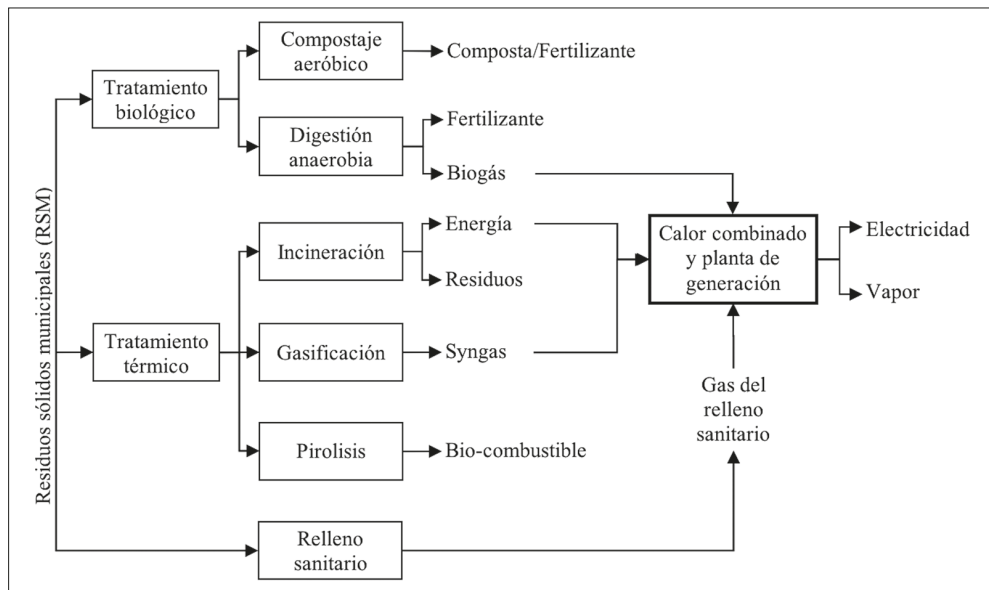 Residuos sólidos municipales (RSM)
Tratamiento
biológico
Compostaje
aeróbico
Composta/Fertilizante
Digestión
anaerobia
Fertilizante
Biogás
Tratamiento
térmico
Incineración
Energía
Residuos
Gasificación
Syngas
Pirolisis
Bio-combustible
Relleno
sanitario
Gas del
relleno
sanitario
Calor combinado
y planta de
generación
Electricidad
Vapor